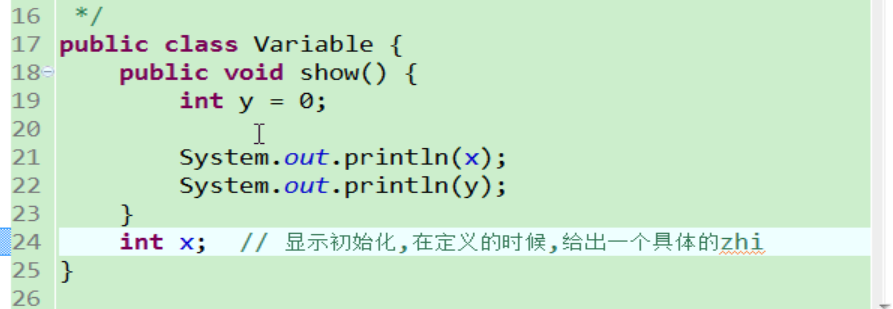 16 */
17 public class Variable {
18 public void show() {
19 int y = 0;
20
21 System.out.println(x);
22 System.out.println(y);
23 }
24 int x; // 显示初始化,在定义的时候,给出一个具体的zhi
25 }
26